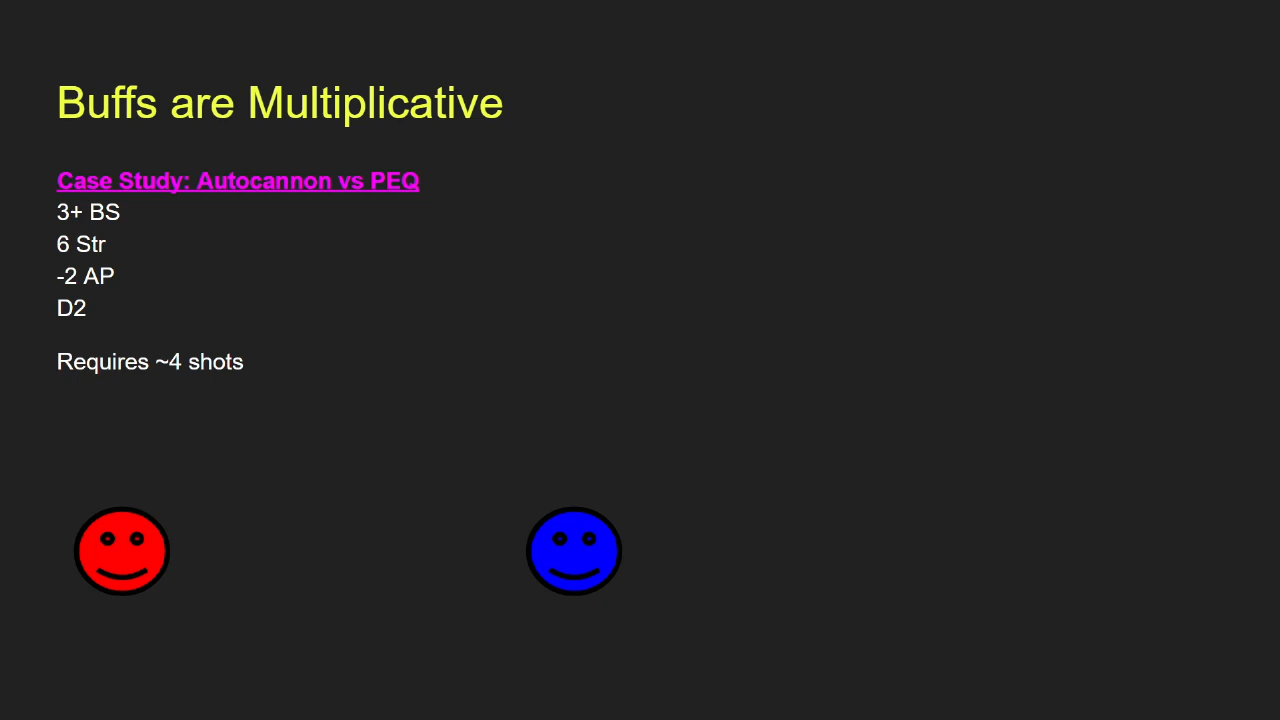 Buffs are Multiplicative
Case Study: Autocannon vs PEQ
3+ BS
6 Str
-2 AP
D2
Requires ~4 shots